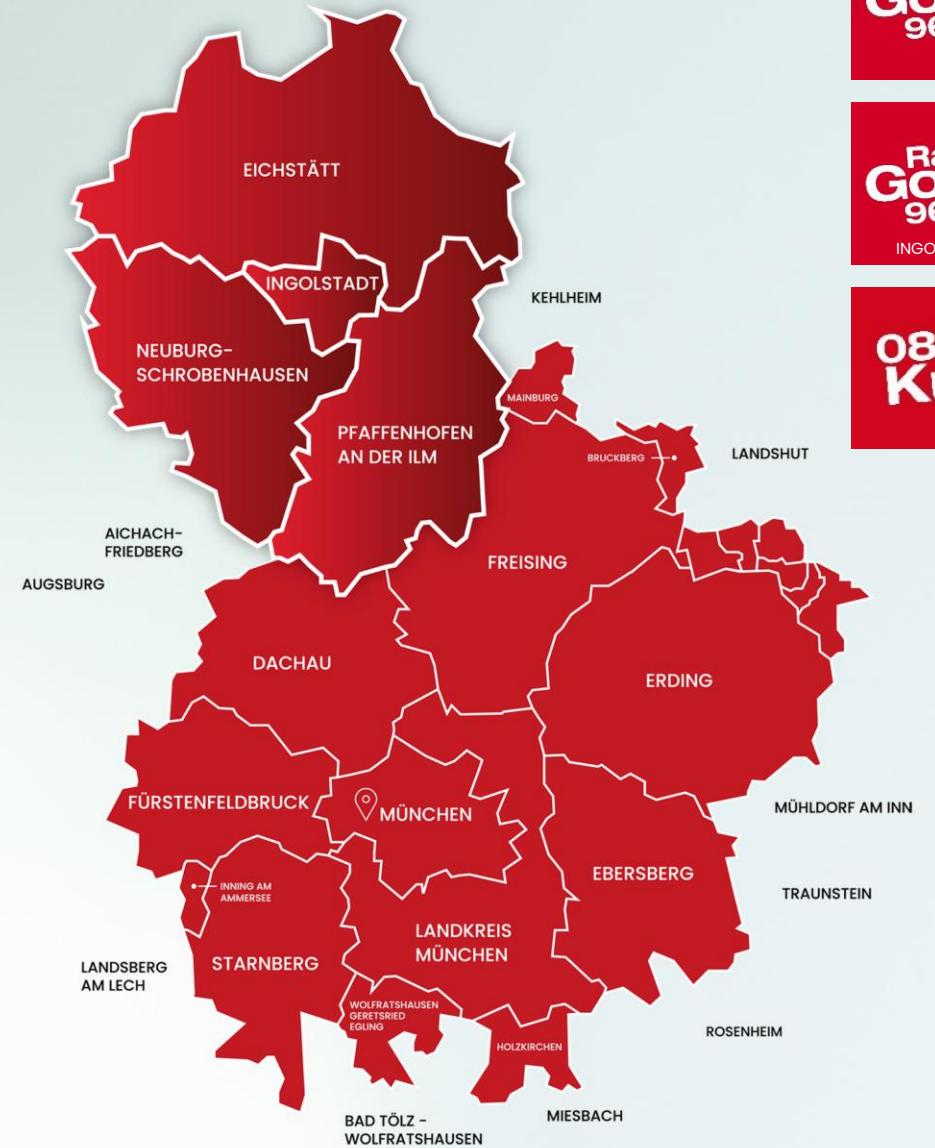 EICHSTÄTT
INGOLSTADT
KEHLHEIM
NEUBURG-
SCHROBENHAUSEN
MAINBURG
PFAFFENHOFEN
AN DER ILM
BRUCKBERG
LANDSHUT
AICHACH-
FRIEDBERG
FREISING
AUGSBURG
DACHAU
ERDING
FÜRSTENFELDBRUCK
MÜNCHEN
MÜHLDORF AM INN
EBERSBERG
INNING AM
AMMERSEE
TRAUNSTEIN
LANDKREIS
MÜNCHEN
STARNBERG
LANDSBERG
AM LECH
WOLFRATSHAUSEN
GERETSRIED
EGLING
ROSENHEIM
HOLZKIRCHEN
MIESBACH
BAD TÖLZ -
WOLFRATSHAUSEN